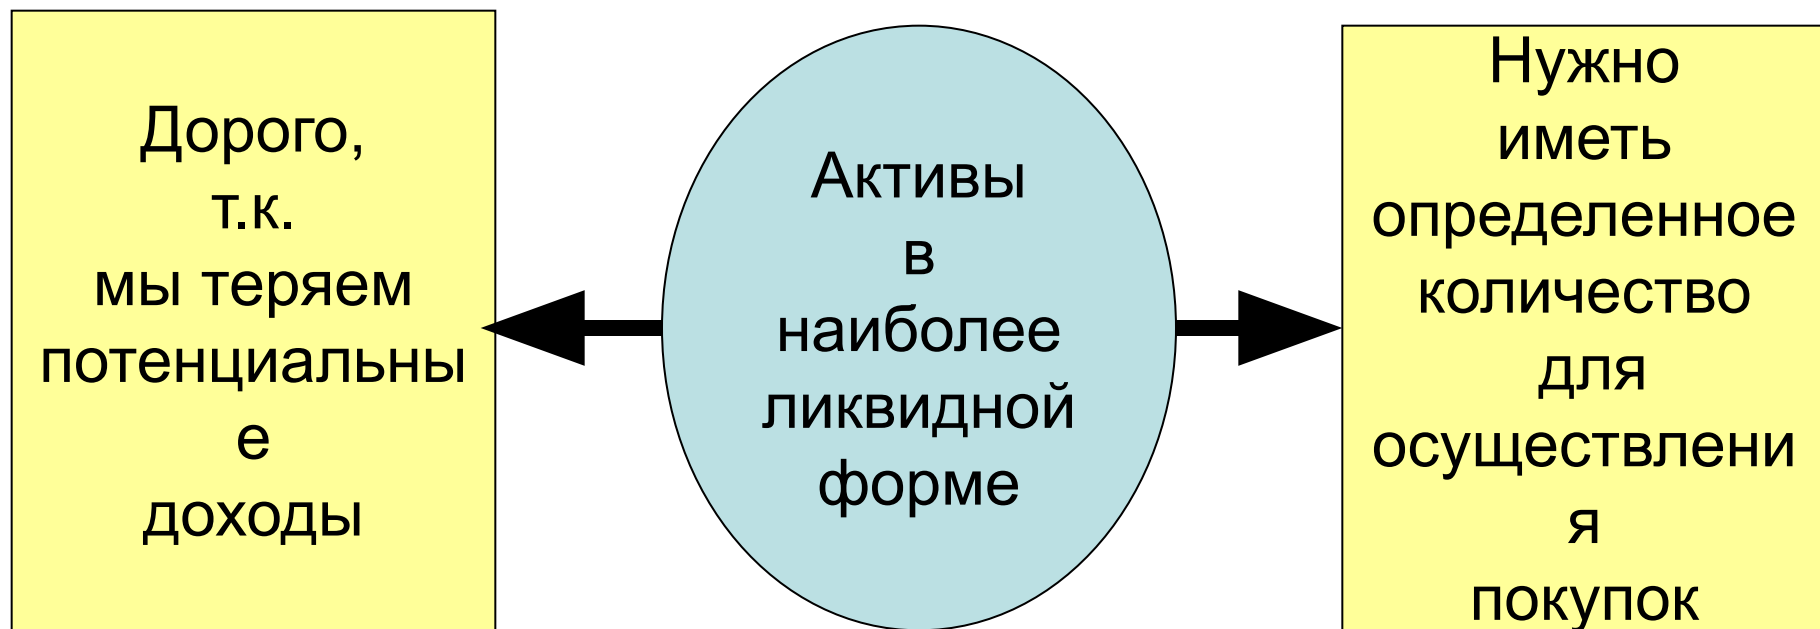 Дорого,
т.к.
мы теряем
потенциальны
е
доходы
Активы
в
наиболее
ликвидной
форме
Нужно
иметь
определенное
количество
для
осуществлени
я
покупок